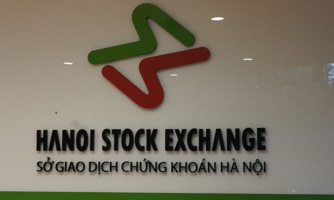 HANOI STOCK EXCHANGE
SỞ GIAO DỊCH CHỨNG KHOÁN HÀ NỘI